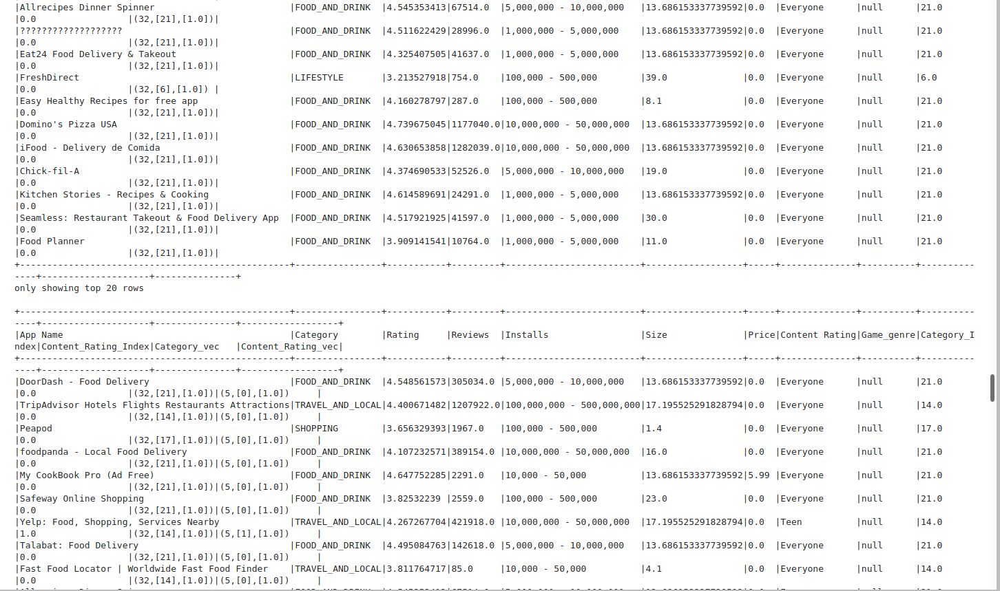 |Allrecipes Dinner Spinner                         |FOOD_AND_DRINK  |4.545353413|67514.0  |5,000,000 - 10,000,000   |13.686153337739592|0.0  |Everyone      |null      |21.0
|0.0                 |(32,[21],[1.0])|
|???????????????????                               |FOOD_AND_DRINK  |4.511622429|28996.0  |1,000,000 - 5,000,000    |13.686153337739592|0.0  |Everyone      |null      |21.0
|0.0                 |(32,[21],[1.0])|
|Eat24 Food Delivery & Takeout                     |FOOD_AND_DRINK  |4.325407505|41637.0  |1,000,000 - 5,000,000    |13.686153337739592|0.0  |Everyone      |null      |21.0
|0.0                 |(32,[21],[1.0])|
|FreshDirect                                       |LIFESTYLE       |3.213527918|754.0    |100,000 - 500,000        |39.0              |0.0  |Everyone      |null      |6.0
|0.0                 |(32,[6],[1.0]) |
|Easy Healthy Recipes for free app                 |FOOD_AND_DRINK  |4.160278797|287.0    |100,000 - 500,000        |8.1               |0.0  |Everyone      |null      |21.0
|0.0                 |(32,[21],[1.0])|
|Domino's Pizza USA                                |FOOD_AND_DRINK  |4.739675045|1177040.0|10,000,000 - 50,000,000  |13.686153337739592|0.0  |Everyone      |null      |21.0
|0.0                 |(32,[21],[1.0])|
|iFood - Delivery de Comida                        |FOOD_AND_DRINK  |4.630653858|1282039.0|10,000,000 - 50,000,000  |13.686153337739592|0.0  |Everyone      |null      |21.0
|0.0                 |(32,[21],[1.0])|
|Chick-fil-A                                       |FOOD_AND_DRINK  |4.374690533|52526.0  |5,000,000 - 10,000,000   |19.0              |0.0  |Everyone      |null      |21.0
|0.0                 |(32,[21],[1.0])|
|Kitchen Stories - Recipes & Cooking               |FOOD_AND_DRINK  |4.614589691|24291.0  |1,000,000 - 5,000,000    |13.686153337739592|0.0  |Everyone      |null      |21.0
|0.0                 |(32,[21],[1.0])|
|Seamless: Restaurant Takeout & Food Delivery App  |FOOD_AND_DRINK  |4.517921925|41597.0  |1,000,000 - 5,000,000    |30.0              |0.0  |Everyone      |null      |21.0
|0.0                 |(32,[21],[1.0])|
|Food Planner                                      |FOOD_AND_DRINK  |3.909141541|10764.0  |1,000,000 - 5,000,000    |11.0              |0.0  |Everyone      |null      |21.0
|0.0                 |(32,[21],[1.0])|
+--------------------------------------------------+----------------+-----------+---------+-------------------------+------------------+-----+--------------+----------+----------
----+--------------------+---------------+
only showing top 20 rows
+--------------------------------------------------+----------------+-----------+---------+-------------------------+------------------+-----+--------------+----------+----------
----+--------------------+---------------+------------------+
|App Name                                          |Category        |Rating     |Reviews  |Installs                 |Size              |Price|Content Rating|Game_genre|Category_I
ndex|Content_Rating_Index|Category_vec   |Content_Rating_vec|
+--------------------------------------------------+----------------+-----------+---------+-------------------------+------------------+-----+--------------+----------+----------
----+--------------------+---------------+------------------+
|DoorDash - Food Delivery                          |FOOD_AND_DRINK  |4.548561573|305034.0 |5,000,000 - 10,000,000   |13.686153337739592|0.0  |Everyone      |null      |21.0
|0.0                 |(32,[21],[1.0])|(5,[0],[1.0])     |
|TripAdvisor Hotels Flights Restaurants Attractions|TRAVEL_AND_LOCAL|4.400671482|1207922.0|100,000,000 - 500,000,000|17.195525291828794|0.0  |Everyone      |null      |14.0
|0.0                 |(32,[14],[1.0])|(5,[0],[1.0])     |
|Peapod                                            |SHOPPING        |3.656329393|1967.0   |100,000 - 500,000        |1.4               |0.0  |Everyone      |null      |17.0
|0.0                 |(32,[17],[1.0])|(5,[0],[1.0])     |
|foodpanda - Local Food Delivery                   |FOOD_AND_DRINK  |4.107232571|389154.0 |10,000,000 - 50,000,000  |16.0              |0.0  |Everyone      |null      |21.0
|0.0                 |(32,[21],[1.0])|(5,[0],[1.0])     |
|My CookBook Pro (Ad Free)                         |FOOD_AND_DRINK  |4.647752285|2291.0   |10,000 - 50,000          |13.686153337739592|5.99 |Everyone      |null      |21.0
|0.0                 |(32,[21],[1.0])|(5,[0],[1.0])     |
|Safeway Online Shopping                           |FOOD_AND_DRINK  |3.82532239 |2559.0   |100,000 - 500,000        |23.0              |0.0  |Everyone      |null      |21.0
|0.0                 |(32,[21],[1.0])|(5,[0],[1.0])     |
|Yelp: Food, Shopping, Services Nearby             |TRAVEL_AND_LOCAL|4.267267704|421918.0 |10,000,000 - 50,000,000  |17.195525291828794|0.0  |Teen          |null      |14.0
|1.0                 |(32,[14],[1.0])|(5,[1],[1.0])     |
|Talabat: Food Delivery                            |FOOD_AND_DRINK  |4.495084763|142618.0 |5,000,000 - 10,000,000   |13.686153337739592|0.0  |Everyone      |null      |21.0
|0.0                 |(32,[21],[1.0])|(5,[0],[1.0])     |
|Fast Food Locator | Worldwide Fast Food Finder    |TRAVEL_AND_LOCAL|3.811764717|85.0     |10,000 - 50,000          |4.1               |0.0  |Everyone      |null      |14.0
|0.0                 |(32,[14],[1.0])|(5,[0],[1.0])     |